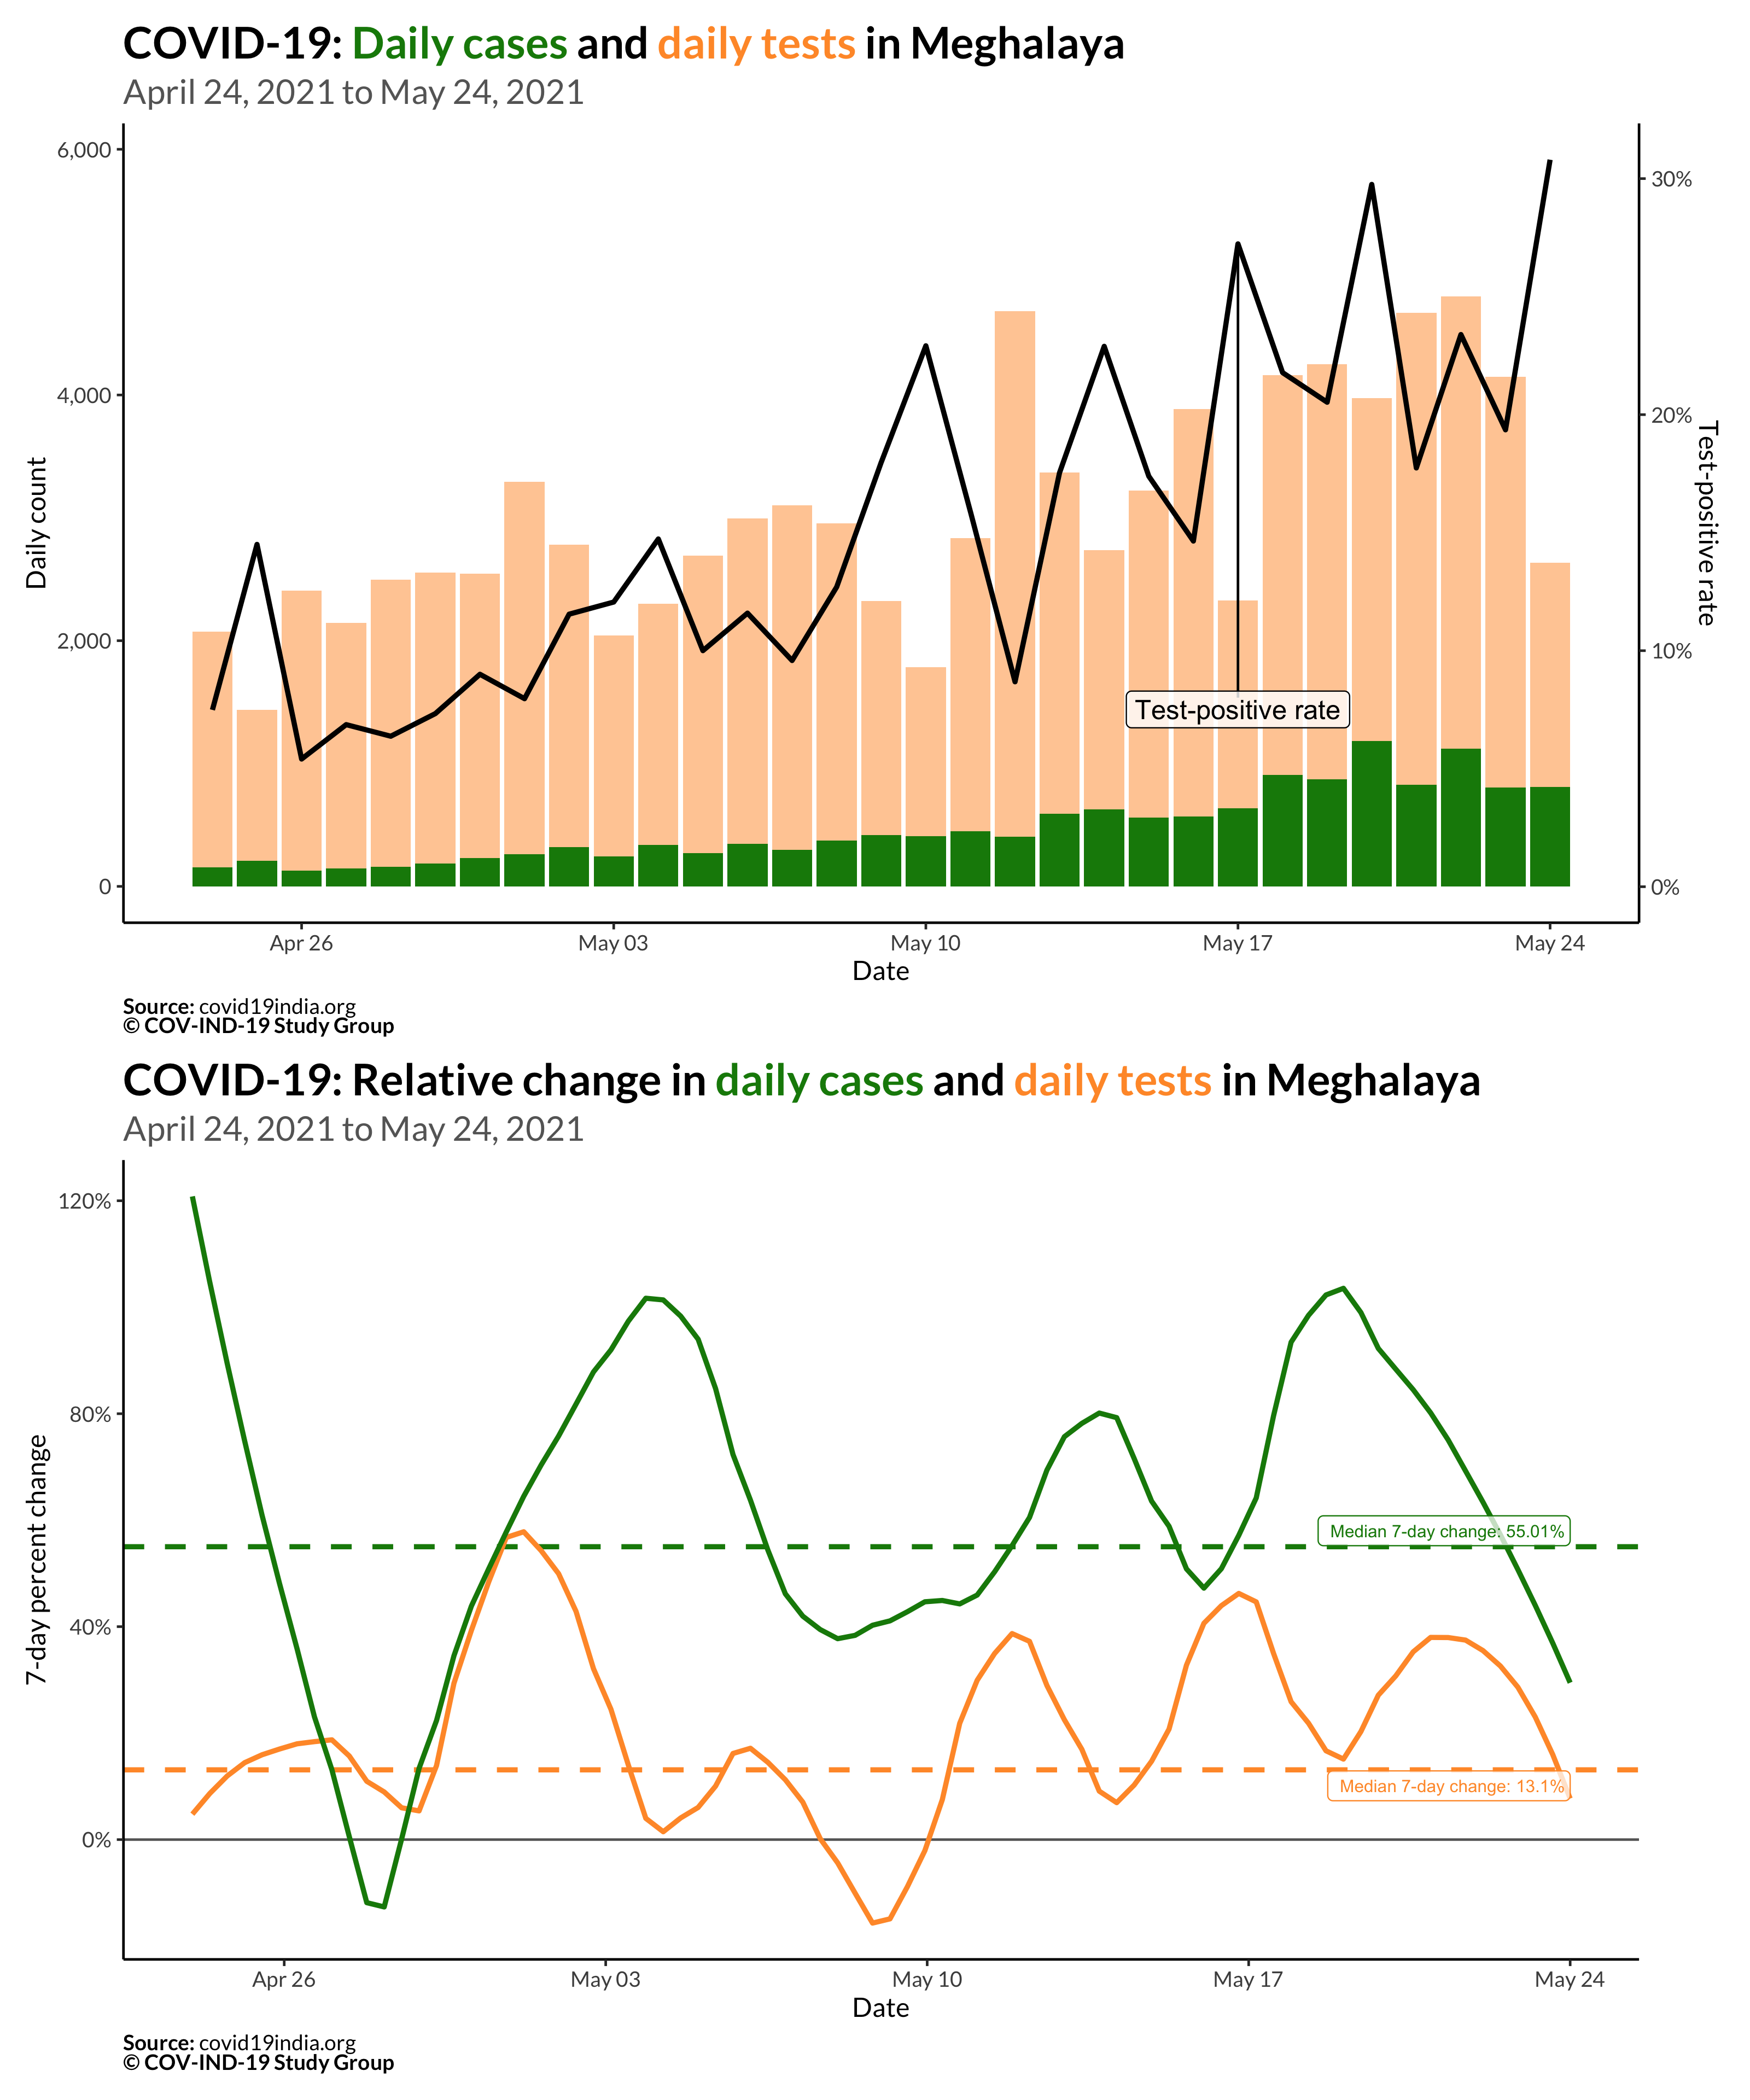 COVID-19: Daily cases and daily tests in Meghalaya
April 24, 2021 to May 24, 2021
6,000
4,000
2,000
0
Daily count
30%
20%
10%
0%
Test-positive rate
Test-positive rate
Apr 26
May 03
May 10
May 17
May 24
Date
Source: covid19india.org
© COV-IND-19 Study Group
COVID-19: Relative change in daily cases and daily tests in Meghalaya
April 24, 2021 to May 24, 2021
120%
80%
40%
0%
7-day percent change
Median 7-day change: 55.01%
Median 7-day change: 13.1%
Apr 26
May 03
May 10
May 17
May 24
Date
Source: covid19india.org
© COV-IND-19 Study Group